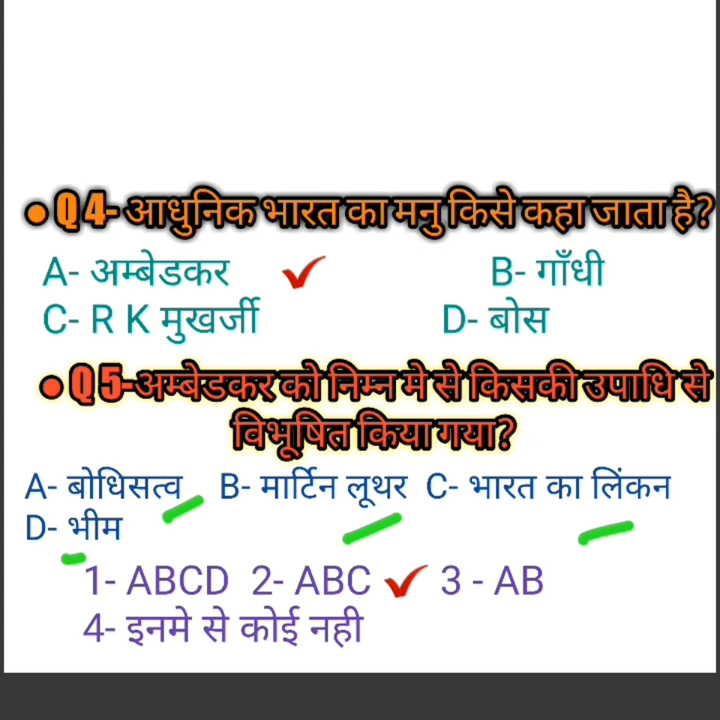 ●Q4-आधुनिक भारत का मनु किसे कहा जाता है?
A- अम्बेडकर ✓ B- गाँधी
C- R K मुखर्जी D- बोस
●Q5-अम्बेडकर को निम्न मे से किसकी उपाधि से
विभूषित किया गया?
A- बोधिसत्व B- मार्टिन लूथर C- भारत का लिंकन
D- भीम
1- ABCD 2- ABC ✓ 3 - AB
4- इनमे से कोई नही